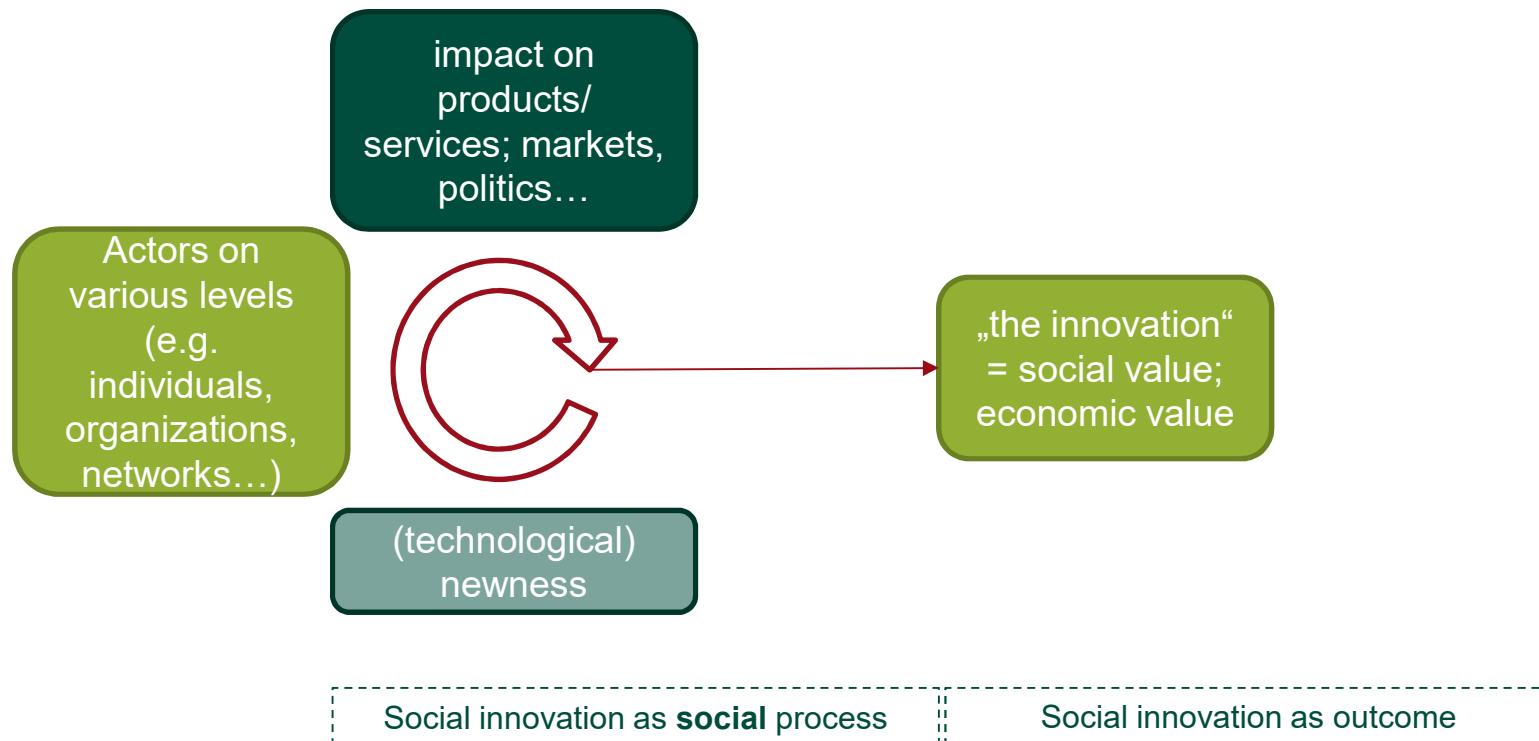 impact on
products/
services; markets,
politics…
Actors on
various levels
(e.g.
individuals,
organizations,
networks…)
„the innovation“
= social value;
economic value
(technological)
newness
Social innovation as social process
Social innovation as outcome